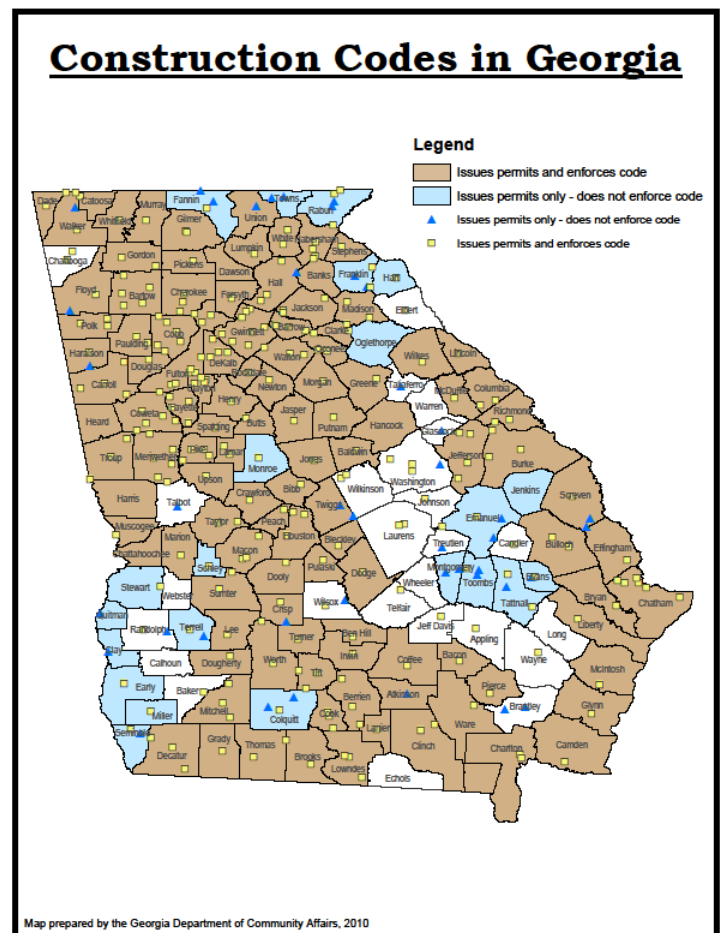 Construction Codes in Georgia
Legend
Issues permits and enforces code
Issues permits only - does not enforce code
Issues permits only - does not enforce code
Issues permits and enforces code
Dade
Catoosa
Murray
Fannin
Towns
Union
Rabun
Walker
Whitfield
Gilmer
White
Habersham
Lumpkin
Stephens
Chattooga
Gordon
Pickens
Dawson
Hall
Banks
Franklin
Hart
Floyd
Bartow
Cherokee
Forsyth
Jackson
Madison
Elbert
Polk
Paulding
Cobb
Gwinnett
Barrow
Clarke
Oglethorpe
Wilkes
Lincoln
Haralson
Douglas
Fulton
DeKalb
Rockdale
Walton
Oconee
Morgan
Greene
Taliaferro
McDuffie
Columbia
Carroll
Clayton
Newton
Warren
Richmond
Heard
Coweta
Fayette
Henry
Spalding
Butts
Jasper
Putnam
Hancock
Glascock
Troup
Meriwether
Pike
Lamar
Monroe
Jones
Baldwin
Washington
Jefferson
Burke
Upson
Crawford
Bibb
Wilkinson
Jenkins
Screven
Harris
Talbot
Taylor
Peach
Twiggs
Johnson
Emanuel
Muscogee
Marion
Houston
Laurens
Treutlen
Candler
Bulloch
Effingham
Chattahoochee
Macon
Bleckley
Schley
Pulaski
Dodge
Montgomery
Toombs
Evans
Stewart
Webster
Sumter
Dooly
Wheeler
Tattnall
Bryan
Chatham
Quitman
Randolph
Terrell
Lee
Crisp
Wilcox
Telfair
Jeff Davis
Appling
Long
Liberty
Clay
Calhoun
Dougherty
Worth
Turner
Ben Hill
Irwin
Coffee
Bacon
Wayne
McIntosh
Early
Baker
Tift
Pierce
Miller
Mitchell
Colquitt
Cook
Berrien
Atkinson
Ware
Brantley
Glynn
Seminole
Decatur
Grady
Thomas
Brooks
Lanier
Lowndes
Clinch
Charlton
Camden
Echols
Map prepared by the Georgia Department of Community Affairs, 2010